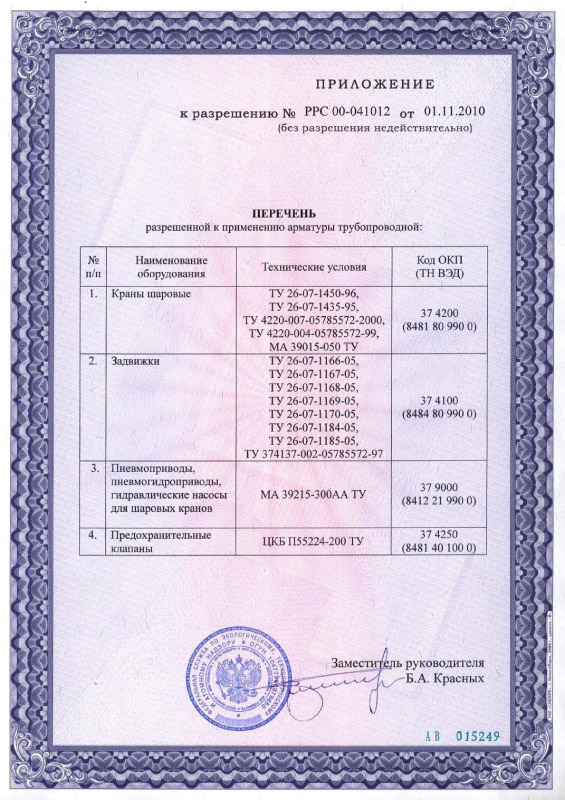 ПРИЛОЖЕНИЕ
к разрешению № РРС 00-041012 от 01.11.2010
(без разрешения недействительно)
ПЕРЕЧЕНЬ
разрешенной к применению арматуры трубопроводной:
№ п/п
Наименование оборудования
Технические условия
Код ОКП (ТН ВЭД)
1.
Краны шаровые
ТУ 26-07-1450-96,
ТУ 26-07-1435-95,
ТУ 4220-007-05785572-2000,
ТУ 4220-004-05785572-99,
МА 39015-050 ТУ
37 4200
(8481 80 990 0)
2.
Задвижки
ТУ 26-07-1166-05,
ТУ 26-07-1167-05,
ТУ 26-07-1168-05,
ТУ 26-07-1169-05,
ТУ 26-07-1170-05,
ТУ 26-07-1184-05,
ТУ 26-07-1185-05,
ТУ 374137-002-05785572-97
37 4100
(8484 80 990 0)
3.
Пневмоприводы,
пневмогидроприводы,
гидравлические насосы
для шаровых кранов
МА 39215-300АА ТУ
37 9000
(8412 21 990 0)
4.
Предохранительные
клапаны
ЦКБ П55224-200 ТУ
37 4250
(8481 40 100 0)
Заместитель руководителя
Б.А. Красных
АВ 015249